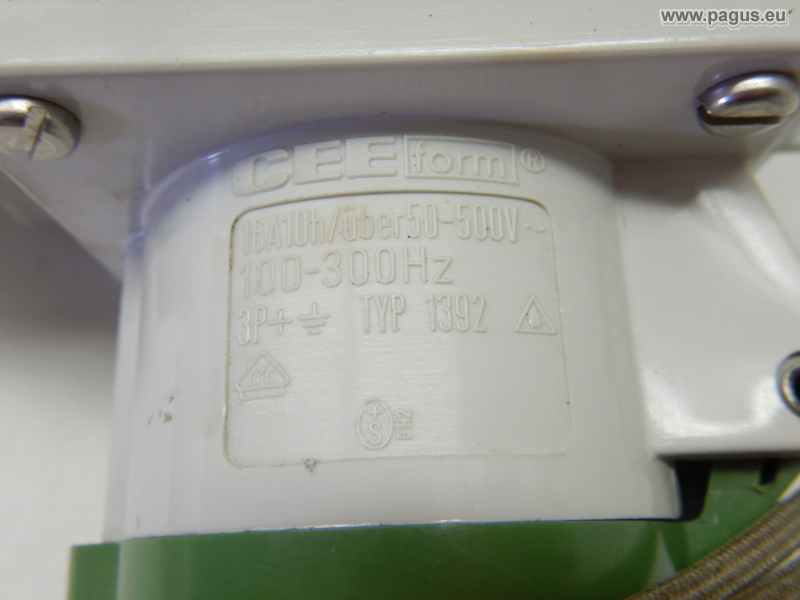 www.pagus.eu
CEE form®
16A10h/über50-500V~
100-300Hz
3P+⏚ TYP 1392
+S